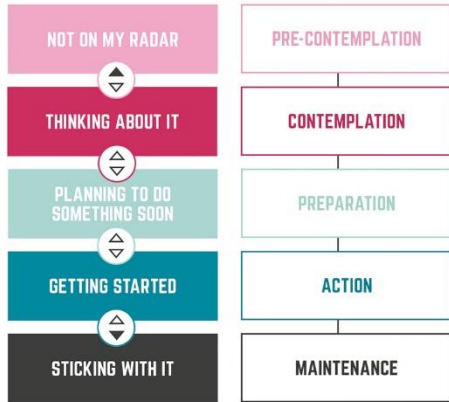 NOT ON MY RADAR
PRE-CONTEMPLATION
THINKING ABOUT IT
CONTEMPLATION
PLANNING TO DO
SOMETHING SOON
PREPARATION
GETTING STARTED
ACTION
STICKING WITH IT
MAINTENANCE